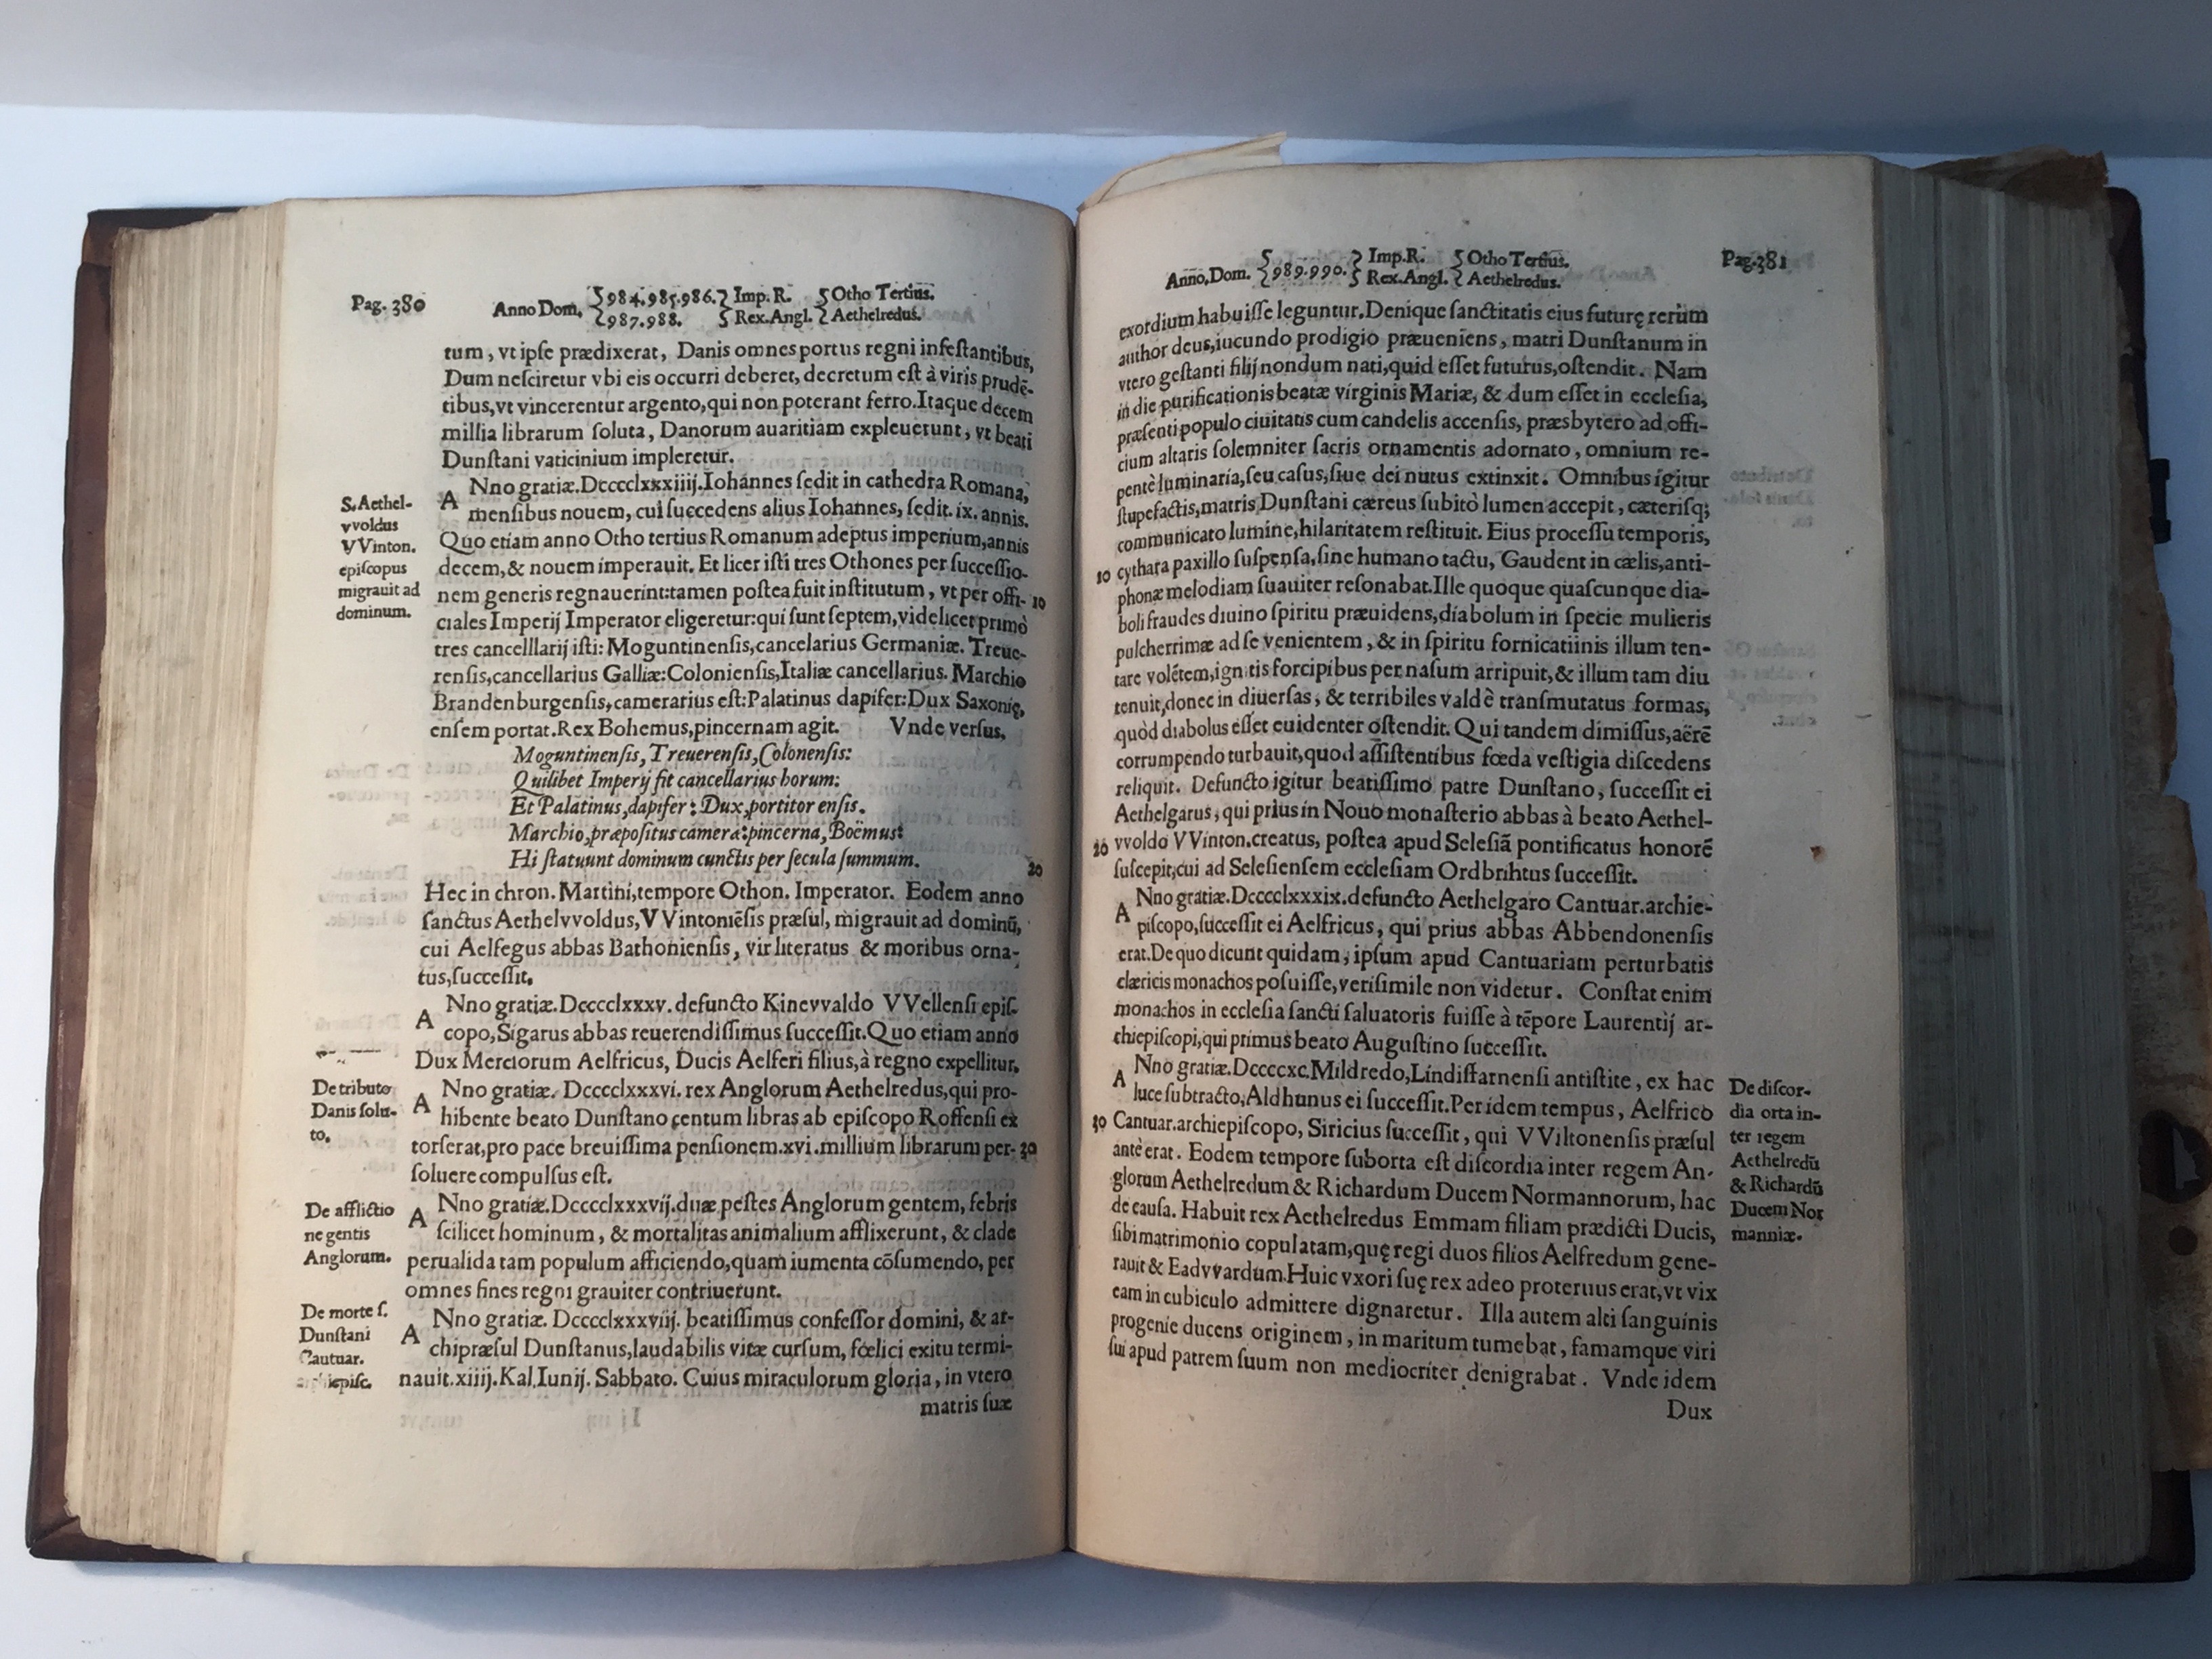 Pag. 380
Anno Dom. 984.985.986. 987.988. Imp. R. Rex.Angl. Otho Tertius. Aethelredus.
tum, vt ipse prædixerat, Danis omnes portus regni infestantibus,
Dum nesciretur vbi eis occurri deberet, decretum est à viris prudē-
tibus,vt vincerentur argento,qui non poterant ferro.Itaque decem
millia librarum soluta, Danorum auaritiam expleuerunt, vt beati
Dunstani vaticinium impleretur.
ANno gratiæ.Dcccclxxxiiij.Iohannes sedit in cathedra Romana,
mensibus nouem, cui succedens alius Iohannes, sedit. ix. annis.
Quo etiam anno Otho tertius Romanum adeptus imperium,annis
decem,& nouem imperauit. Et licet isti tres Othones per successio-
nem generis regnauerint:tamen postea fuit institutum, vt per offi-
ciales Imperij Imperator eligeretur:qui sunt septem,videlicet primò
tres cancelllarij isti: Moguntinensis,cancelarius Germaniæ. Treue-
rensis,cancellarius Galliæ:Coloniensis,Italiæ cancellarius. Marchio
Brandenburgensis,camerarius est:Palatinus dapifer:Dux Saxonię,
ensem portat.Rex Bohemus,pincernam agit. Vnde versus,
Moguntinensis, Treuerensis,Colonensis:
Quilibet Imperij fit cancellarius horum:
Et Palatinus,dapifer: Dux,portitor ensis.
Marchio,præpositus cameræ:pincerna,Boëmus:
Hi statuunt dominum cunctis per secula summum.
Hec in chron. Martini,tempore Othon. Imperator. Eodem anno
sanctus Aethelvvoldus,VVintoniēsis præsul, migrauit ad dominū,
cui Aelfegus abbas Bathoniensis, vir literatus & moribus orna-
tus,successit.
ANno gratiæ.Dcccclxxxv. defuncto Kinevvaldo VVellensi epis-
copo,Sigarus abbas reuerendissimus successit.Quo etiam anno
Dux Merciorum Aelfricus, Ducis Aelferi filius,à regno expellitur.
ANno gratiæ. Dcccclxxxvi. rex Anglorum Aethelredus,qui pro-
hibente beato Dunstano centum libras ab episcopo Roffensi ex
torserat,pro pace breuissima pensionem.xvi.millium librarum per-
soluere compulsus est.
ANno gratiæ.Dcccclxxxvij.duæ pestes Anglorum gentem, febris
scilicet hominum, & mortalitas animalium afflixerunt, & clade
perualida tam populum afficiendo,quam iumenta cōsumendo, per
omnes fines regni grauiter contriuerunt.
ANno gratiæ. Dcccclxxxviij. beatissimus confessor domini, & ar-
chipræsul Dunstanus,laudabilis vitæ cursum, fœlici exitu termi-
nauit.xiiij.Kal.Iunij. Sabbato. Cuius miraculorum gloria, in vtero
matris suæ
S.Aethel-
vvoldus
VVinton.
episcopus
migrauit ad
dominum.
De tributo
Danis solu-
to.
De afflictio
ne gentis
Anglorum.
De morte s.
Dunstani
Cantuar.
10
20
30
Anno.Dom. 989.990. Imp.R. Rex.Angl. Otho Tertius. Aethelredus.
Pag.381
exordium habuisse leguntur.Denique sanctitatis eius futurę rerum
author deus,iucundo prodigio præueniens, matri Dunstanum in
vtero gestanti filij nondum nati,quid esset futurus,ostendit. Nam
in die purificationis beatæ virginis Mariæ, & dum esset in ecclesia,
præsenti populo ciuitatis cum candelis accensis, præsbytero ad offi-
cium altaris solemniter sacris ornamentis adornato, omnium re-
pentè luminaria,seu casus,siue dei nutus extinxit. Omnibus igitur
stupefactis,matris Dunstani cæreus subitò lumen accepit, cæterisq;
communicato lumine,hilaritatem restituit. Eius processu temporis,
cythara paxillo suspensa,sine humano tactu, Gaudent in cælis,anti-
phonæ melodiam suauiter resonabat.Ille quoque quascunque dia-
boli fraudes diuino spiritu præuidens,diabolum in specie mulieris
pulcherrimæ ad se venientem, & in spiritu fornicatiinis illum ten-
tare volētem,ignitis forcipibus per nasum arripuit,& illum tam diu
tenuit,donec in diuersas, & terribiles valdè transmutatus formas,
quòd diabolus esset euidenter ostendit. Qui tandem dimissus,aërē
corrumpendo turbauit,quod assistentibus fœda vestigia discedens
reliquit. Defuncto igitur beatissimo patre Dunstano, successit ei
Aethelgarus, qui prius in Nouo monasterio abbas à beato Aethel-
vvoldo VVinton.creatus, postea apud Selesiā pontificatus honorē
suscepit,cui ad Selesiensem ecclesiam Ordbrihtus successit.
ANno gratiæ.Dcccclxxxix.defuncto Aethelgaro Cantuar.archie-
piscopo,successit ei Aelfricus, qui prius abbas Abbendonensis
erat.De quo dicunt quidam, ipsum apud Cantuariam perturbatis
clæricis monachos posuisse,verisimile non videtur. Constat enim
monachos in ecclesia sancti saluatoris fuisse à tēpore Laurentij ar-
chiepiscopi,qui primus beato Augustino successit.
ANno gratiæ.Dccccxc.Mildredo,Lindiffarnensi antistite, ex hac
luce subtracto,Aldhunus ei successit.Per idem tempus, Aelfrico
Cantuar.archiepiscopo, Siricius successit, qui VViltonensis præsul
antè erat. Eodem tempore suborta est discordia inter regem An-
glorum Aethelredum & Richardum Ducem Normannorum, hac
de causa. Habuit rex Aethelredus Emmam filiam prædicti Ducis,
sibi matrimonio copulatam,quę regi duos filios Aelfredum gene-
rauit & Eadvvardum.Huic vxori suę rex adeo proteruus erat,vt vix
eam in cubiculo admittere dignaretur. Illa autem alti sanguinis
progenie ducens originem, in maritum tumebat, famamque viri
sui apud patrem suum non mediocriter denigrabat. Vnde idem
Dux
10
20
30
De discor-
dia orta in-
ter regem
Aethelredū
& Richardū
Ducem Nor
manniæ.